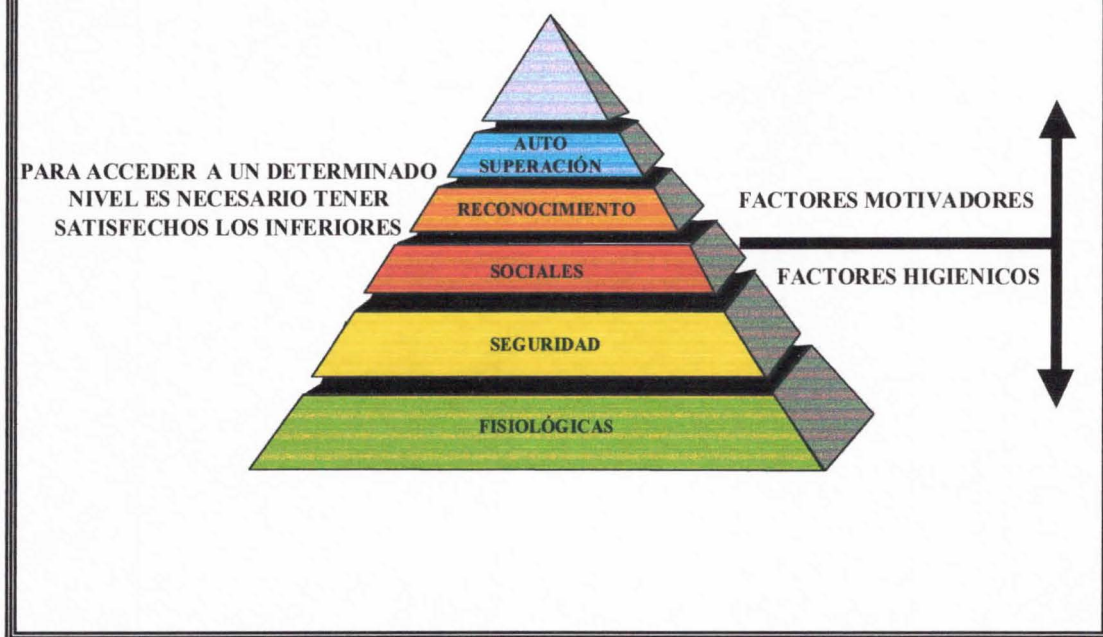 AUTO
SUPERACIÓN
PARA ACCEDER A UN DETERMINADO
NIVEL ES NECESARIO TENER
SATISFECHOS LOS INFERIORES
RECONOCIMIENTO
SOCIALES
SEGURIDAD
FISIOLÓGICAS
FACTORES MOTIVADORES
FACTORES HIGIENICOS